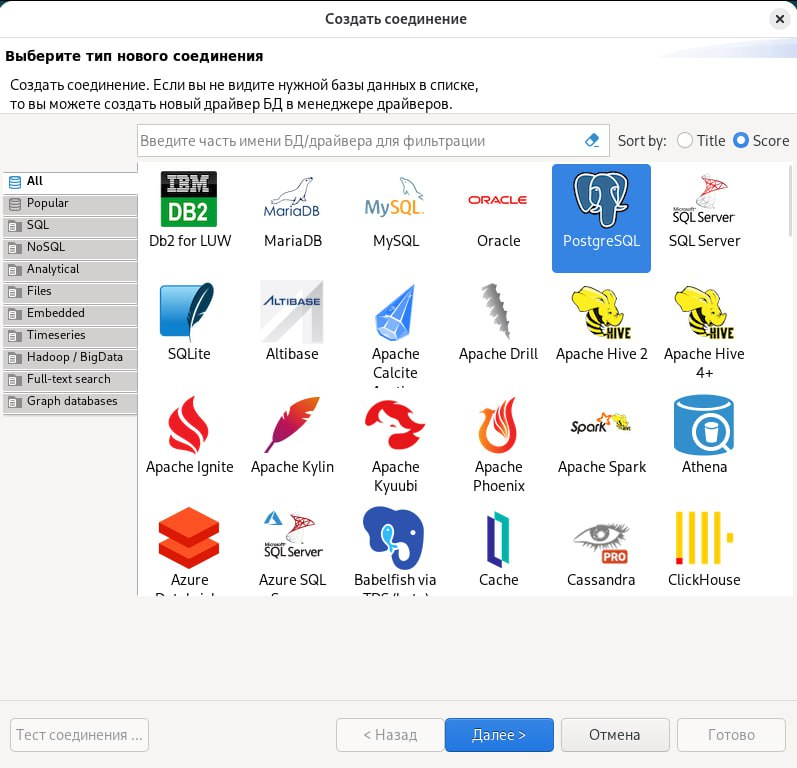 Создать соединение
Выберите тип нового соединения
Создать соединение. Если вы не видите нужной базы данных в списке,
то вы можете создать новый драйвер БД в менеджере драйверов.
Введите часть имени БД/драйвера для фильтрации
Sort by:
Title
Score
All
Popular
SQL
NoSQL
Analytical
Files
Embedded
Timeseries
Hadoop / BigData
Full-text search
Graph databases
IBM
DB2
Db2 for LUW
MariaDB
MariaDB
MySQL
MySQL
ORACLE
Oracle
PostgreSQL
Microsoft
SQL Server
SQL Server
SQLite
ALTIBASE
Altibase
Apache
Calcite
Apache Drill
HIVE
Apache Hive 2
HIVE
Apache Hive
4+
Apache Ignite
Apache Kylin
Apache
Kyuubi
Apache
Phoenix
Spark
Apache Spark
Athena
Azure
Microsoft
SQL Server
Azure SQL
Babelfish via
Cache
PRO
Cassandra
ClickHouse
Тест соединения ...
< Назад
Далее >
Отмена
Готово